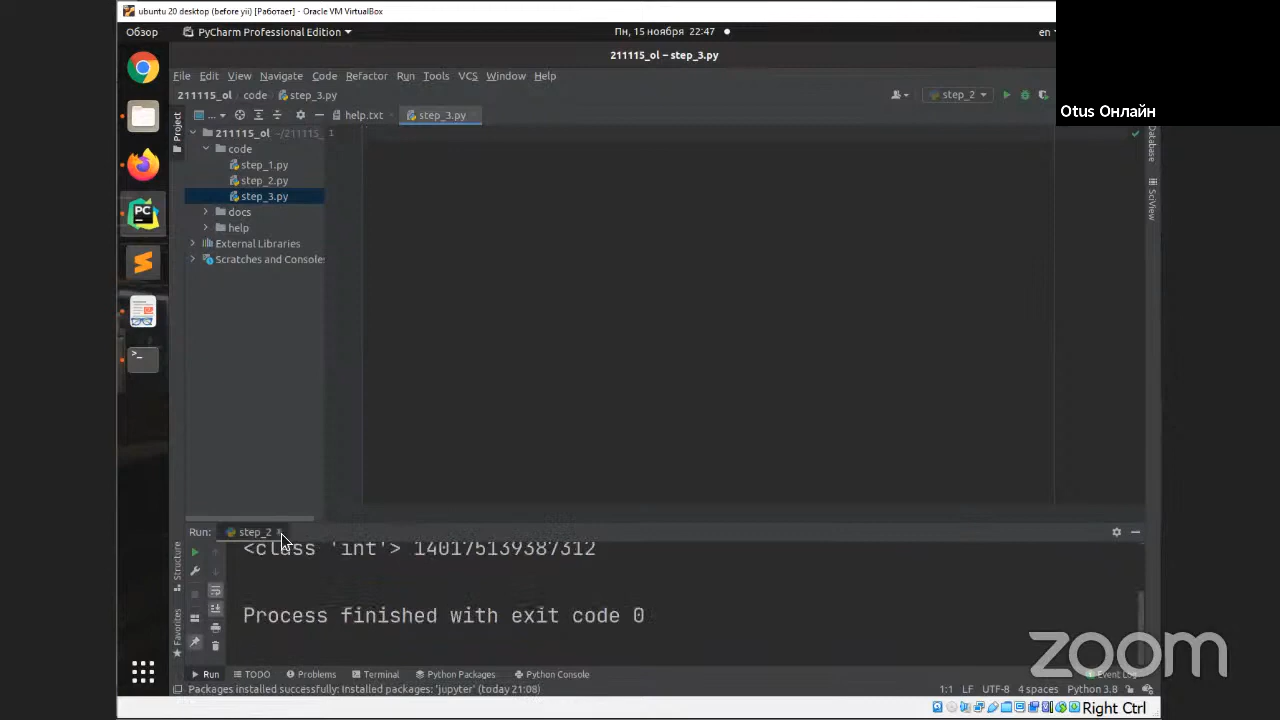 ubuntu 20 desktop (before yii) [Работает] - Oracle VM VirtualBox
Обзор PyCharm Professional Edition Пн, 15 ноября 22:47 en
211115_ol – step_3.py
File Edit View Navigate Code Refactor Run Tools VCS Window Help
211115_ol code step_3.py step_2
Otus Онлайн
Project ... help.txt step_3.py
211115_ol ~/211115_ 1
code
step_1.py
step_2.py
step_3.py
docs
help
External Libraries
Scratches and Console
Database
SciView
Run: step_2
<class 'int'> 140175139387312
Process finished with exit code 0
Structure
Favorites
zoom
Run TODO Problems Terminal Python Packages Python Console Event Log
Packages installed successfully: Installed packages: 'jupyter' (today 21:08) 1:1 LF UTF-8 4 spaces Python 3.8
Right Ctrl